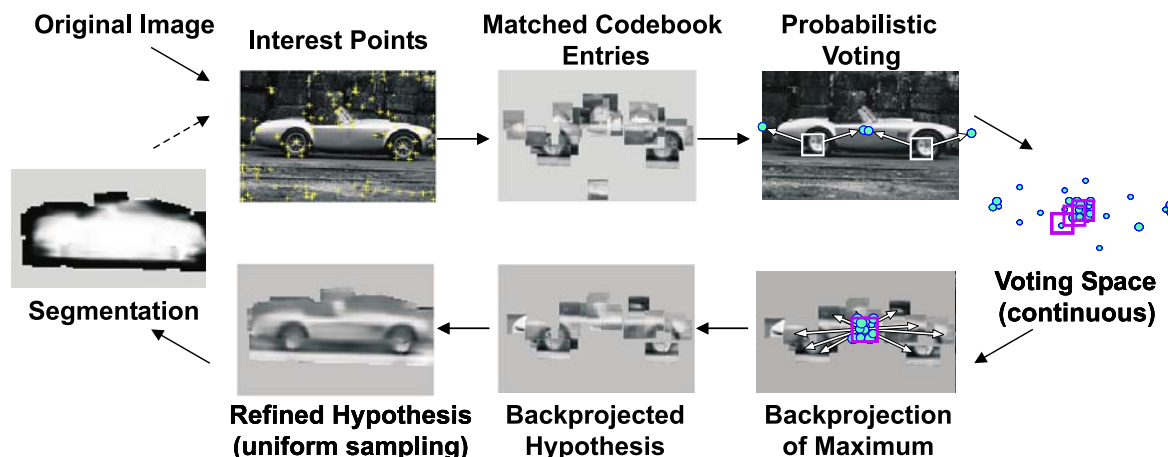 Original Image
Interest Points
Matched Codebook
Entries
Probabilistic
Voting
Voting Space
(continuous)
Segmentation
Refined Hypothesis
(uniform sampling)
Backprojected
Hypothesis
Backprojection
of Maximum